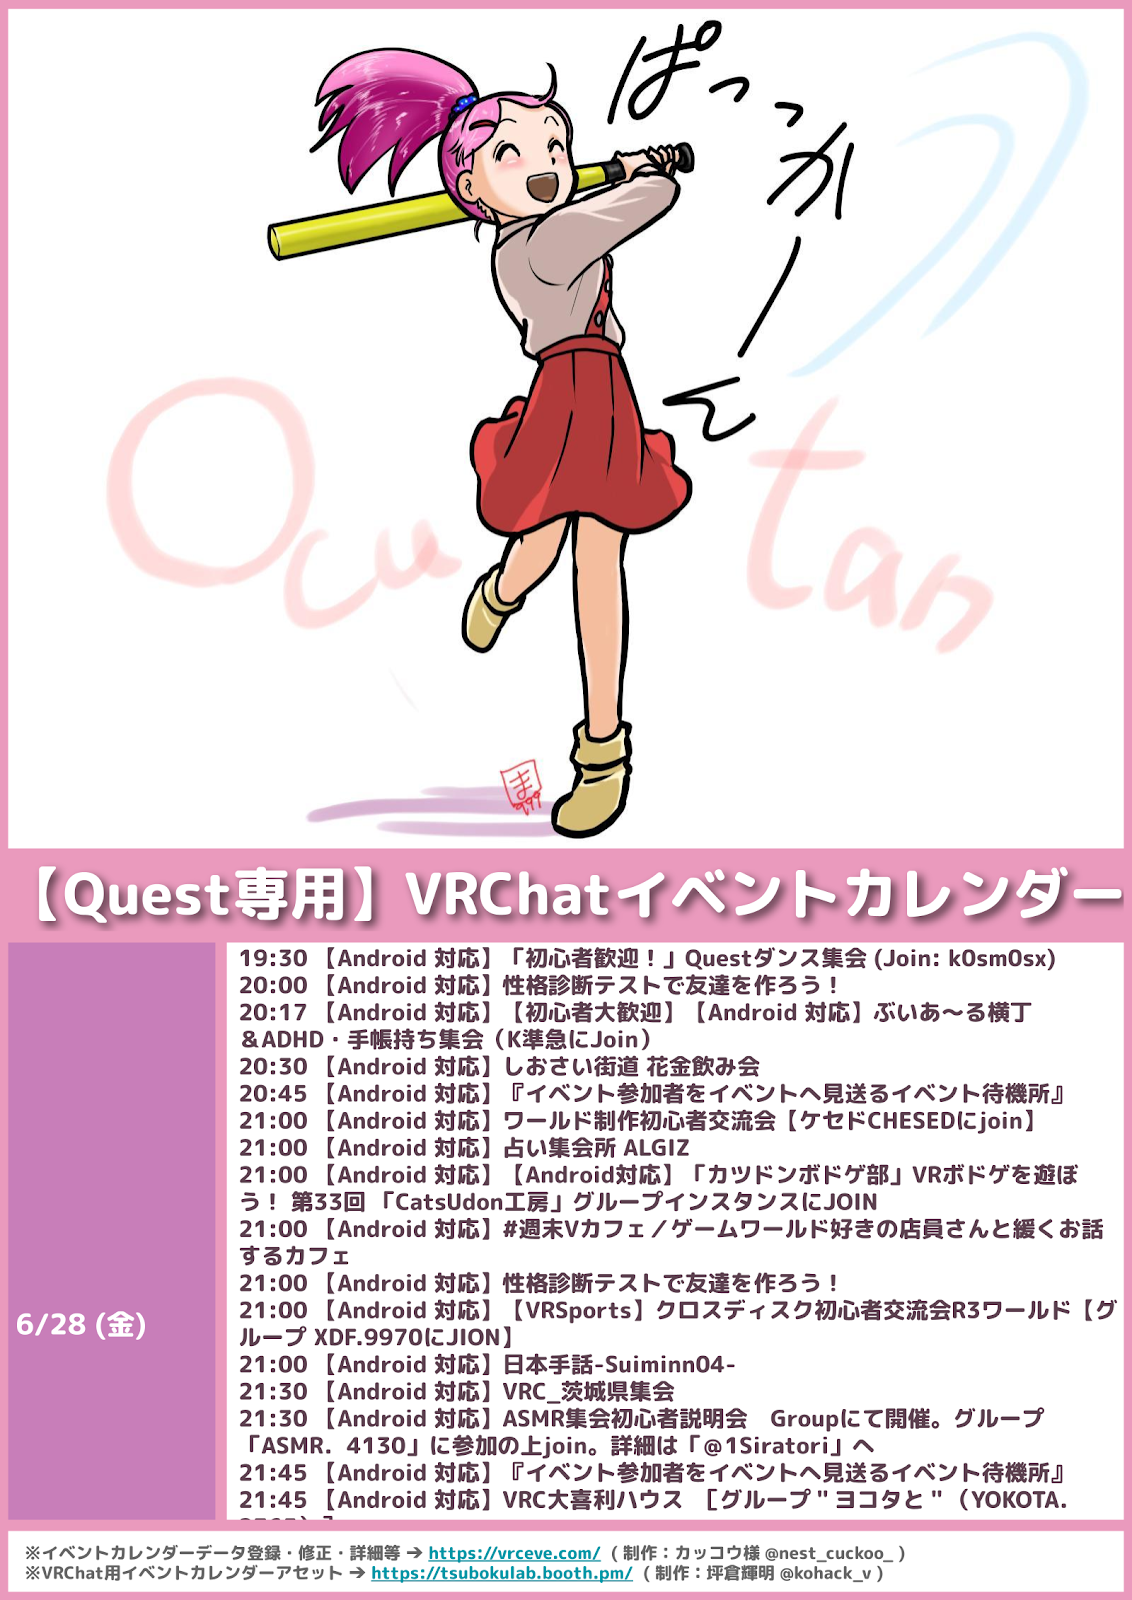 ぱっっかーん
Ocu tan
ま
999
【Quest専用】VRChatイベントカレンダー
6/28 (金)
19:30 【Android 対応】「初心者歓迎！」Questダンス集会 (Join: k0sm0sx)
20:00 【Android 対応】性格診断テストで友達を作ろう！
20:17 【Android 対応】【初心者大歓迎】【Android 対応】ぶいあ〜る横丁
＆ADHD・手帳持ち集会（K準急にJoin）
20:30 【Android 対応】しおさい街道 花金飲み会
20:45 【Android 対応】『イベント参加者をイベントへ見送るイベント待機所』
21:00 【Android 対応】ワールド制作初心者交流会【ケセドCHESEDにjoin】
21:00 【Android 対応】占い集会所 ALGIZ
21:00 【Android 対応】【Android対応】「カツドンボドゲ部」VRボドゲを遊ぼ
う！ 第33回 「CatsUdon工房」グループインスタンスにJOIN
21:00 【Android 対応】#週末Vカフェ／ゲームワールド好きの店員さんと緩くお話
するカフェ
21:00 【Android 対応】性格診断テストで友達を作ろう！
21:00 【Android 対応】【VRSports】クロスディスク初心者交流会R3ワールド【グ
ループ XDF.9970にJION】
21:00 【Android 対応】日本手話-Suiminn04-
21:30 【Android 対応】VRC_茨城県集会
21:30 【Android 対応】ASMR集会初心者説明会　Groupにて開催。グループ
「ASMR．4130」に参加の上join。詳細は「＠1Siratori」へ
21:45 【Android 対応】『イベント参加者をイベントへ見送るイベント待機所』
21:45 【Android 対応】VRC大喜利ハウス　［グループ＂ヨコタと＂（YOKOTA.
※イベントカレンダーデータ登録・修正・詳細等 ➔ https://vrceve.com/ （制作：カッコウ様 @nest_cuckoo_ ）
※VRChat用イベントカレンダーアセット ➔ https://tsubokulab.booth.pm/ （制作：坪倉輝明 @kohack_v ）